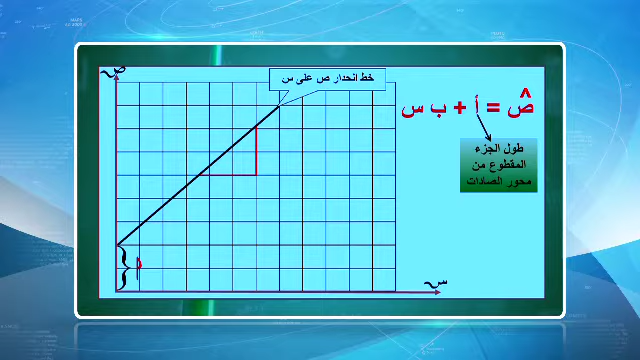 ص
خط انحدار ص على س
ص^ = أ + ب س
طول الجزء
المقطوع من
محور الصادات
أ
س